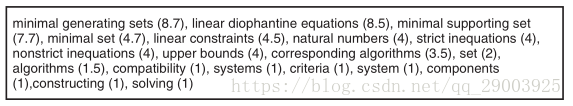 minimal generating sets (8.7), linear diophantine equations (8.5), minimal supporting set
(7.7), minimal set (4.7), linear constraints (4.5), natural numbers (4), strict inequations (4),
nonstrict inequations (4), upper bounds (4), corresponding algorithms (3.5), set (2),
algorithms (1.5), compatibility (1), systems (1), criteria (1), system (1), components
(1),constructing (1), solving (1)
https://blog.csdn.net/qq_29003925